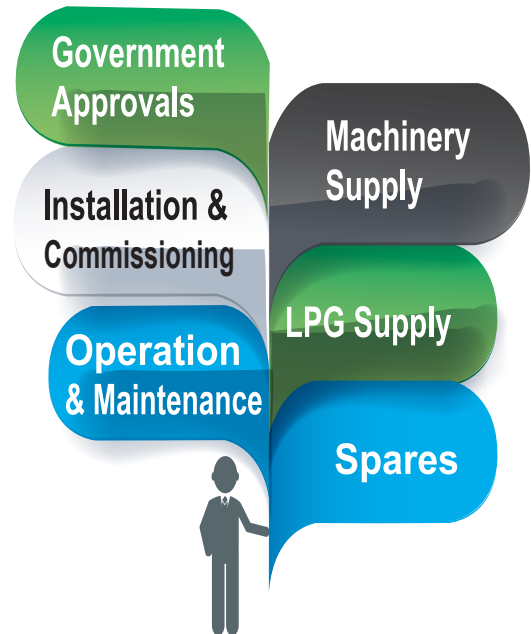 Government
Approvals
Machinery
Supply
Installation &
Commissioning
LPG Supply
Operation
& Maintenance
Spares